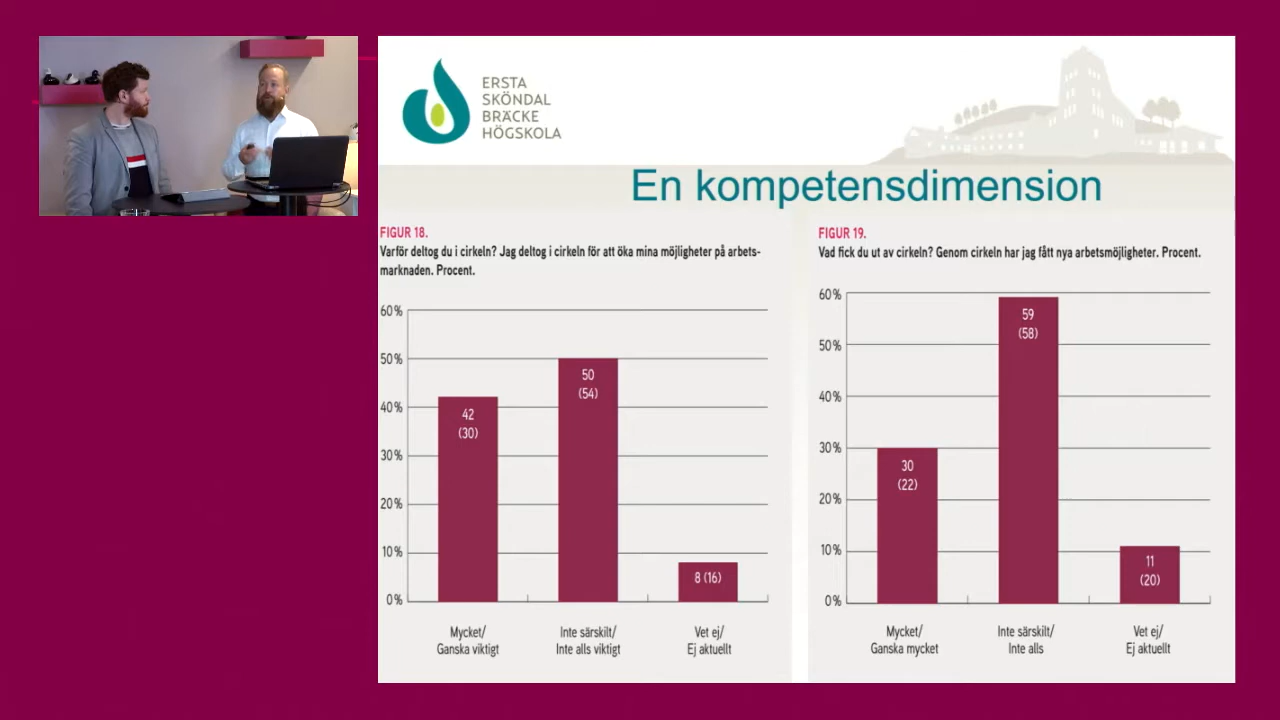 ERSTA
SKÖNDAL
BRÄCKE
HÖGSKOLA
En kompetensdimension
FIGUR 18.
Varför deltog du i cirkeln? Jag deltog i cirkeln för att öka mina möjligheter på arbets-
marknaden. Procent.
60%
50%
40%
30%
20%
10%
0%
42
(30)
50
(54)
8 (16)
Mycket/
Ganska viktigt
Inte särskilt/
Inte alls viktigt
Vet ej/
Ej aktuellt
FIGUR 19.
Vad fick du ut av cirkeln? Genom cirkeln har jag fått nya arbetsmöjligheter. Procent.
60%
50%
40%
30%
20%
10%
0%
30
(22)
59
(58)
11
(20)
Mycket/
Ganska mycket
Inte särskilt/
Inte alls
Vet ej/
Ej aktuellt